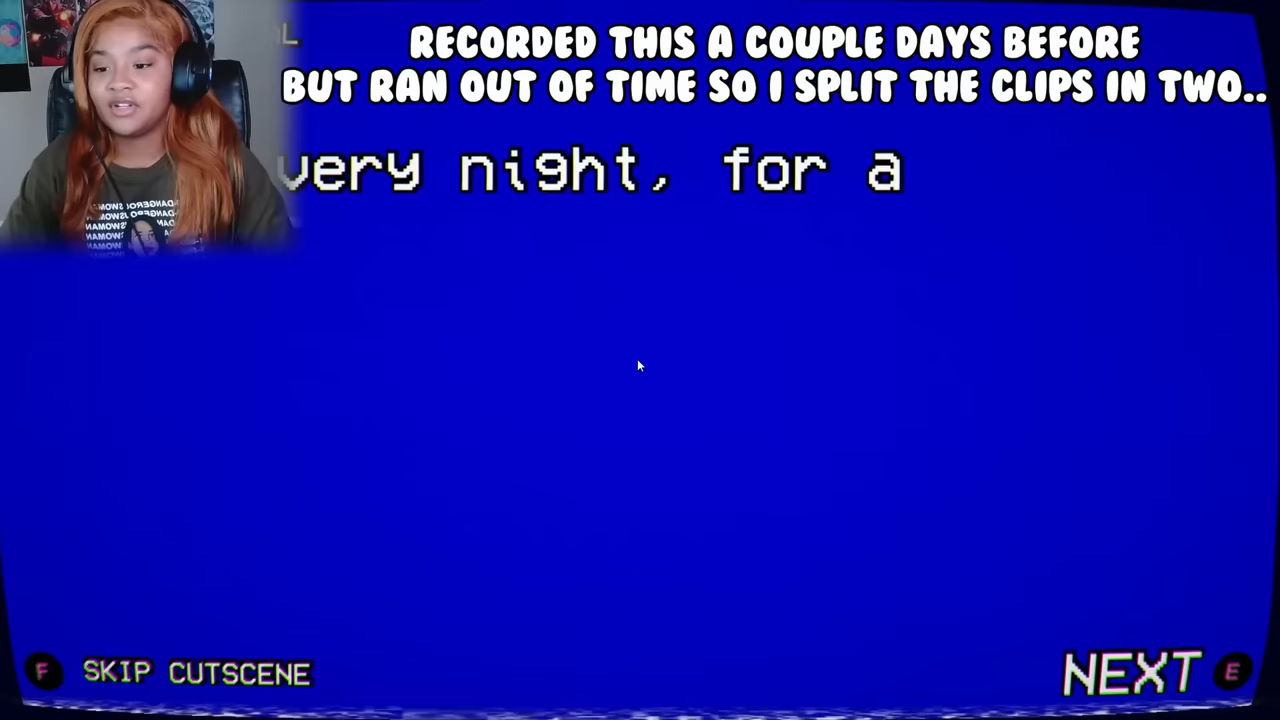 RECORDED THIS A COUPLE DAYS BEFORE
BUT RAN OUT OF TIME SO I SPLIT THE CLIPS IN TWO..
very night, for a
SKIP CUTSCENE
F
NEXT
E